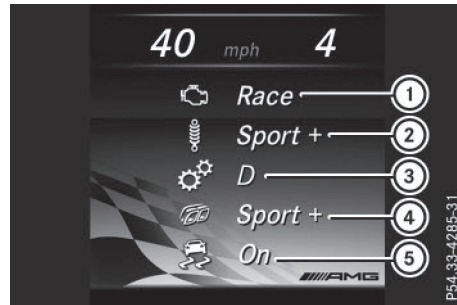 40 mph 4
Race 1
Sport + 2
D 3
Sport + 4
On 5
AMG
P54.33-4285-31